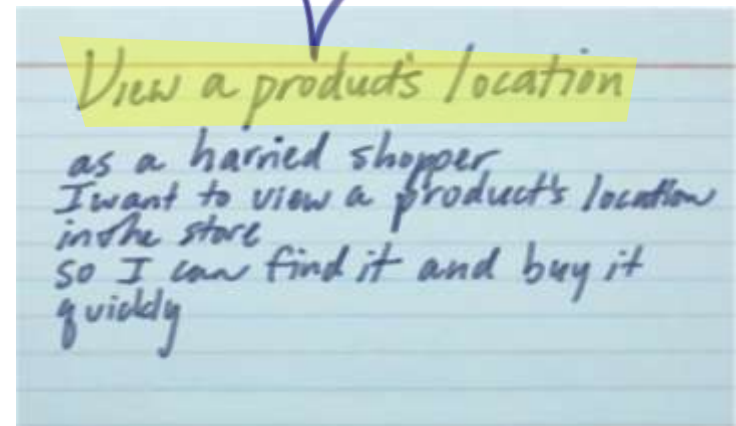 View a product's location
as a harried shopper
I want to view a product's location
in the store
so I can find it and buy it
quickly